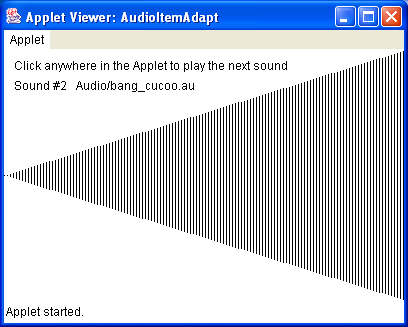 Applet Viewer: AudioItemAdapt
Applet
Click anywhere in the Applet to play the next sound
Sound #2 Audio/bang_cucoo.au
Applet started.